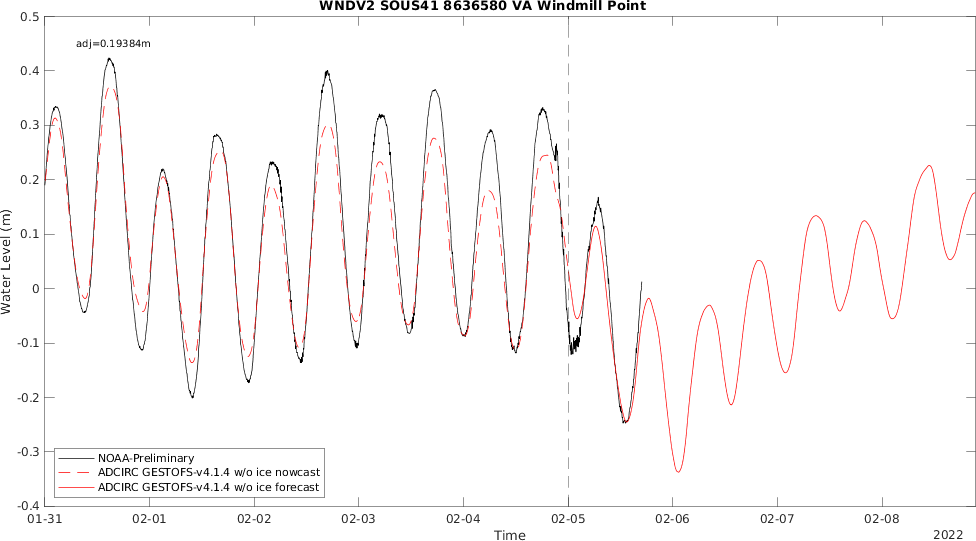 WNDV2 SOUS41 8636580 VA Windmill Point
adj=0.19384m
Water Level (m)
0.5
0.4
0.3
0.2
0.1
0
-0.1
-0.2
-0.3
-0.4
NOAA-Preliminary
ADCIRC GESTOFS-v4.1.4 w/o ice nowcast
ADCIRC GESTOFS-v4.1.4 w/o ice forecast
01-31 02-01 02-02 02-03 02-04 02-05 02-06 02-07 02-08
Time
2022